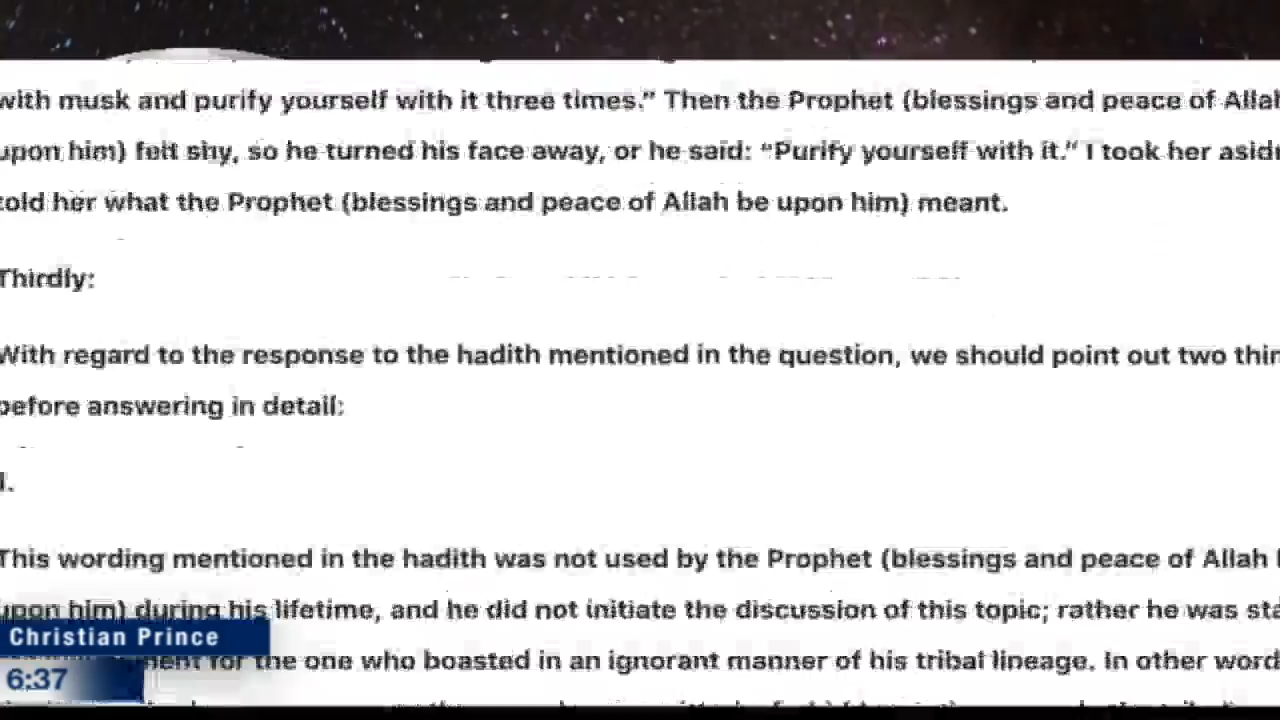 with musk and purify yourself with it three times.” Then the Prophet (blessings and peace of Allah
upon him) felt shy, so he turned his face away, or he said: “Purify yourself with it.” I took her
told her what the Prophet (blessings and peace of Allah be upon him) meant.
Thirdly:
With regard to the response to the hadith mentioned in the question, we should point out two
before answering in detail:
1.
This wording mentioned in the hadith was not used by the Prophet (blessings and peace of Allah
upon him) during his lifetime, and he did not initiate the discussion of this topic; rather he was
for the one who boasted in an ignorant manner of his tribal lineage. In other
Christian Prince
6:37